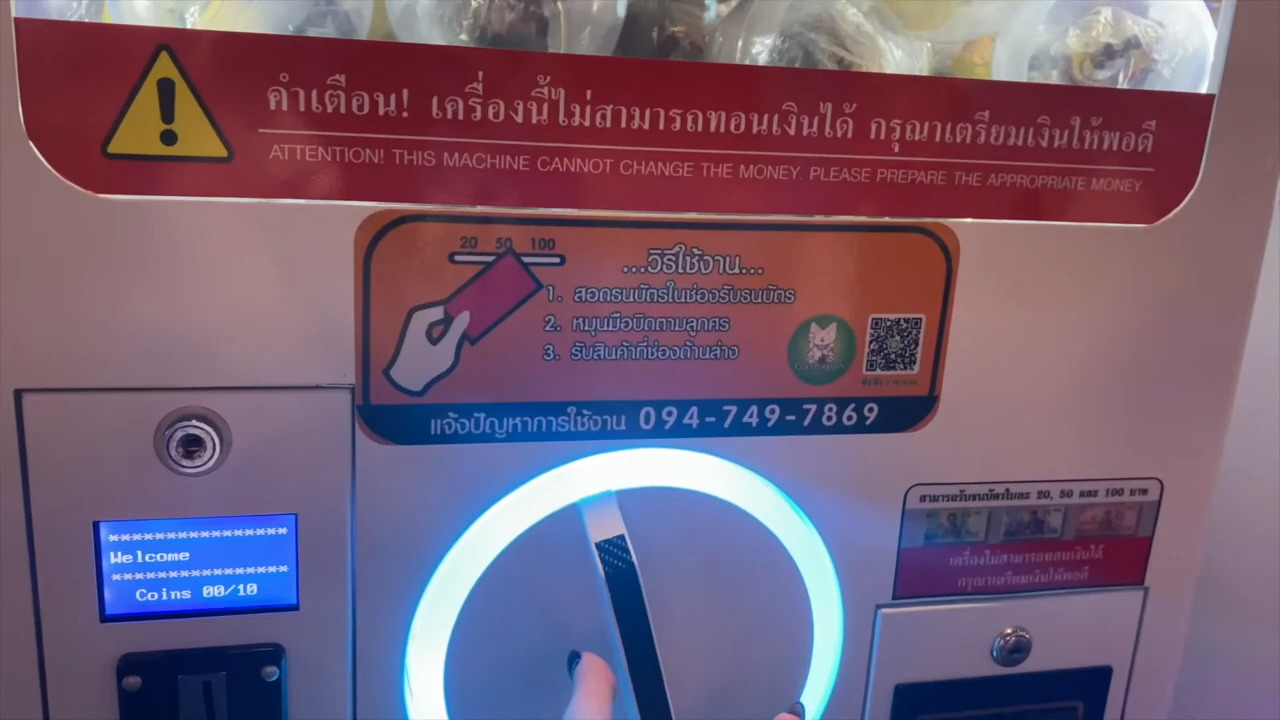 คำเตือน! เครื่องนี้ไม่สามารถทอนเงินได้ กรุณาเตรียมเงินให้พอดี
ATTENTION! THIS MACHINE CANNOT CHANGE THE MONEY. PLEASE PREPARE THE APPROPRIATE MONEY.
20 50 100
...วิธีใช้งาน...
1. สอดธนบัตรในช่องรับธนบัตร
2. หมุนมือบิดตามลูกศร
3. รับสินค้าที่ช่องด้านล่าง
Gashapon
แจ้งปัญหาการใช้งาน 094-749-7869
สามารถรับธนบัตรใบละ 20, 50 และ 100 บาท
เครื่องไม่สามารถทอนเงินได้
กรุณาเตรียมเงินให้พอดี
******************
Welcome
******************
Coins 00/10